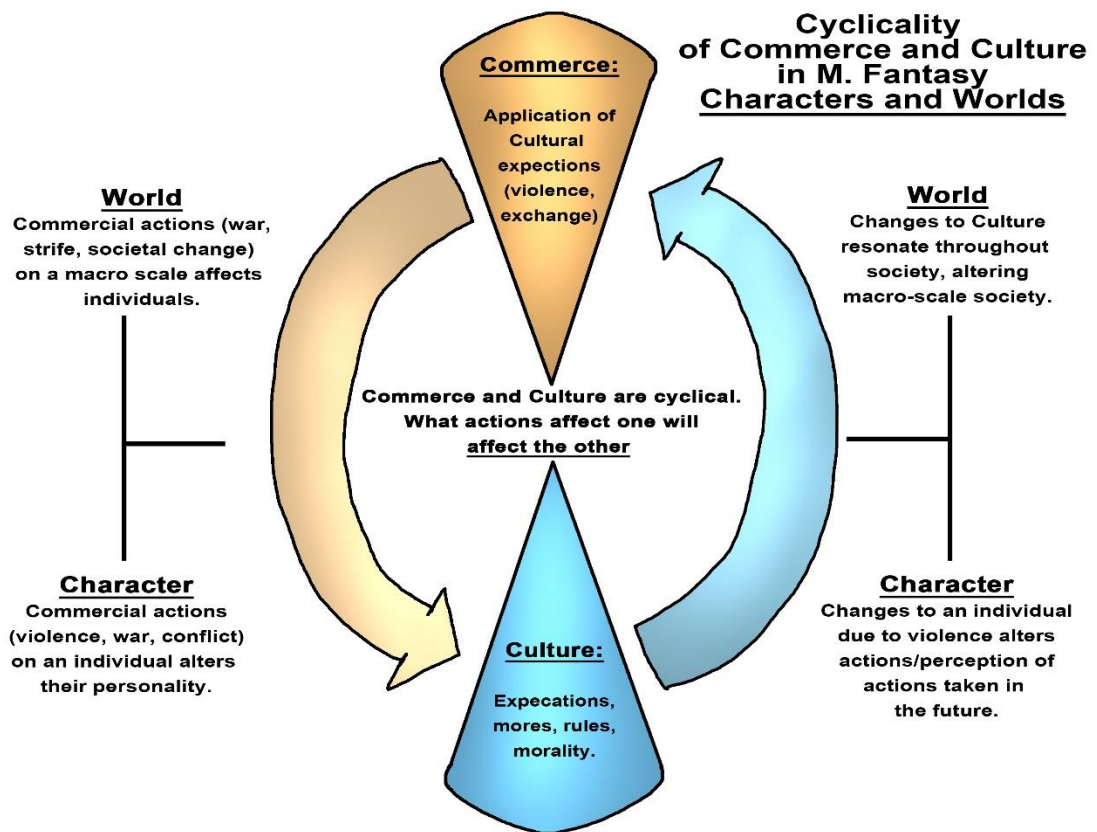 Cyclicality
of Commerce and Culture
in M. Fantasy
Characters and Worlds
Commerce:
Application of
Cultural
expections
(violence,
exchange)
World
Commercial actions (war,
strife, societal change)
on a macro scale affects
individuals.
World
Changes to Culture
resonate throughout
society, altering
macro-scale society.
Commerce and Culture are cyclical.
What actions affect one will
affect the other
Character
Commercial actions
(violence, war, conflict)
on an individual alters
their personality.
Culture:
Expecations,
mores, rules,
morality.
Character
Changes to an individual
due to violence alters
actions/perception of
actions taken in
the future.